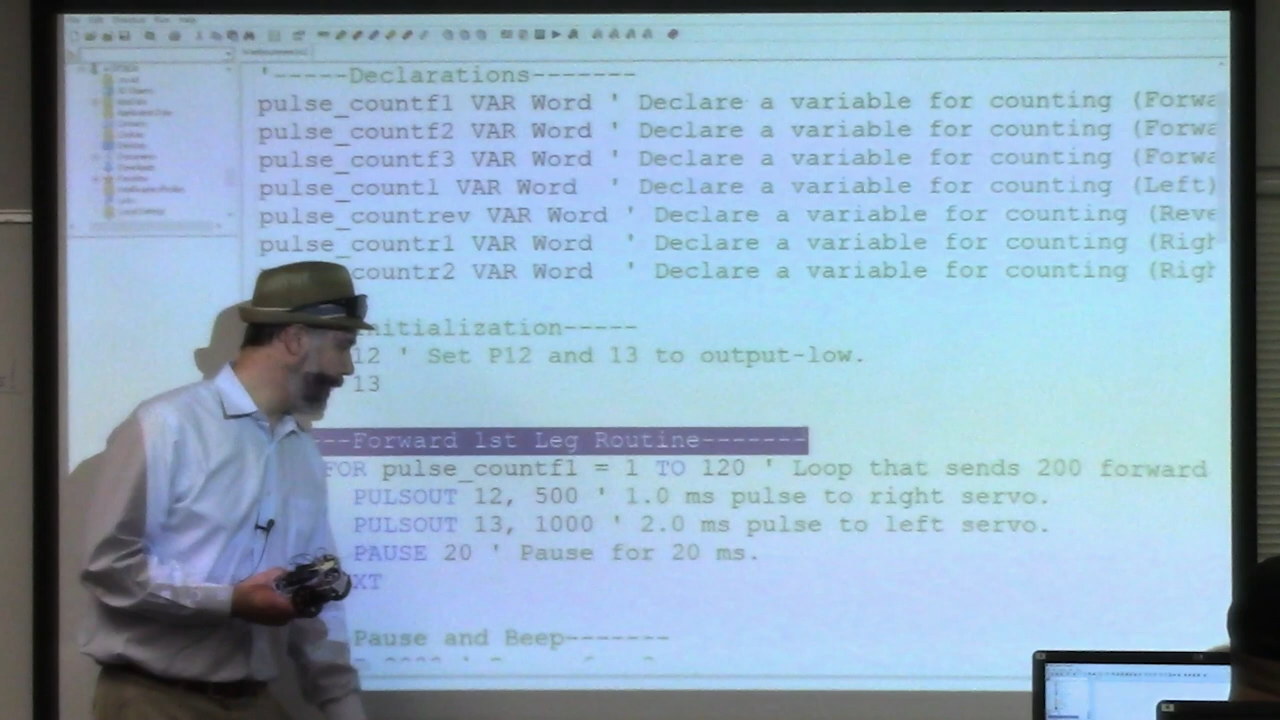 '-----Declarations-------
pulse_countf1 VAR Word ' Declare a variable for counting (Forwa
pulse_countf2 VAR Word ' Declare a variable for counting (Forwa
pulse_countf3 VAR Word ' Declare a variable for counting (Forwa
pulse_countl VAR Word ' Declare a variable for counting (Left)
pulse_countrev VAR Word ' Declare a variable for counting (Reve
pulse_countr1 VAR Word ' Declare a variable for counting (Righ
countr2 VAR Word ' Declare a variable for counting (Righ
nitialization-----
12 ' Set P12 and 13 to output-low.
13
---Forward 1st Leg Routine-------
FOR pulse_countf1 = 1 TO 120 ' Loop that sends 200 forward
PULSOUT 12, 500 ' 1.0 ms pulse to right servo.
PULSOUT 13, 1000 ' 2.0 ms pulse to left servo.
PAUSE 20 ' Pause for 20 ms.
XT
Pause and Beep-------